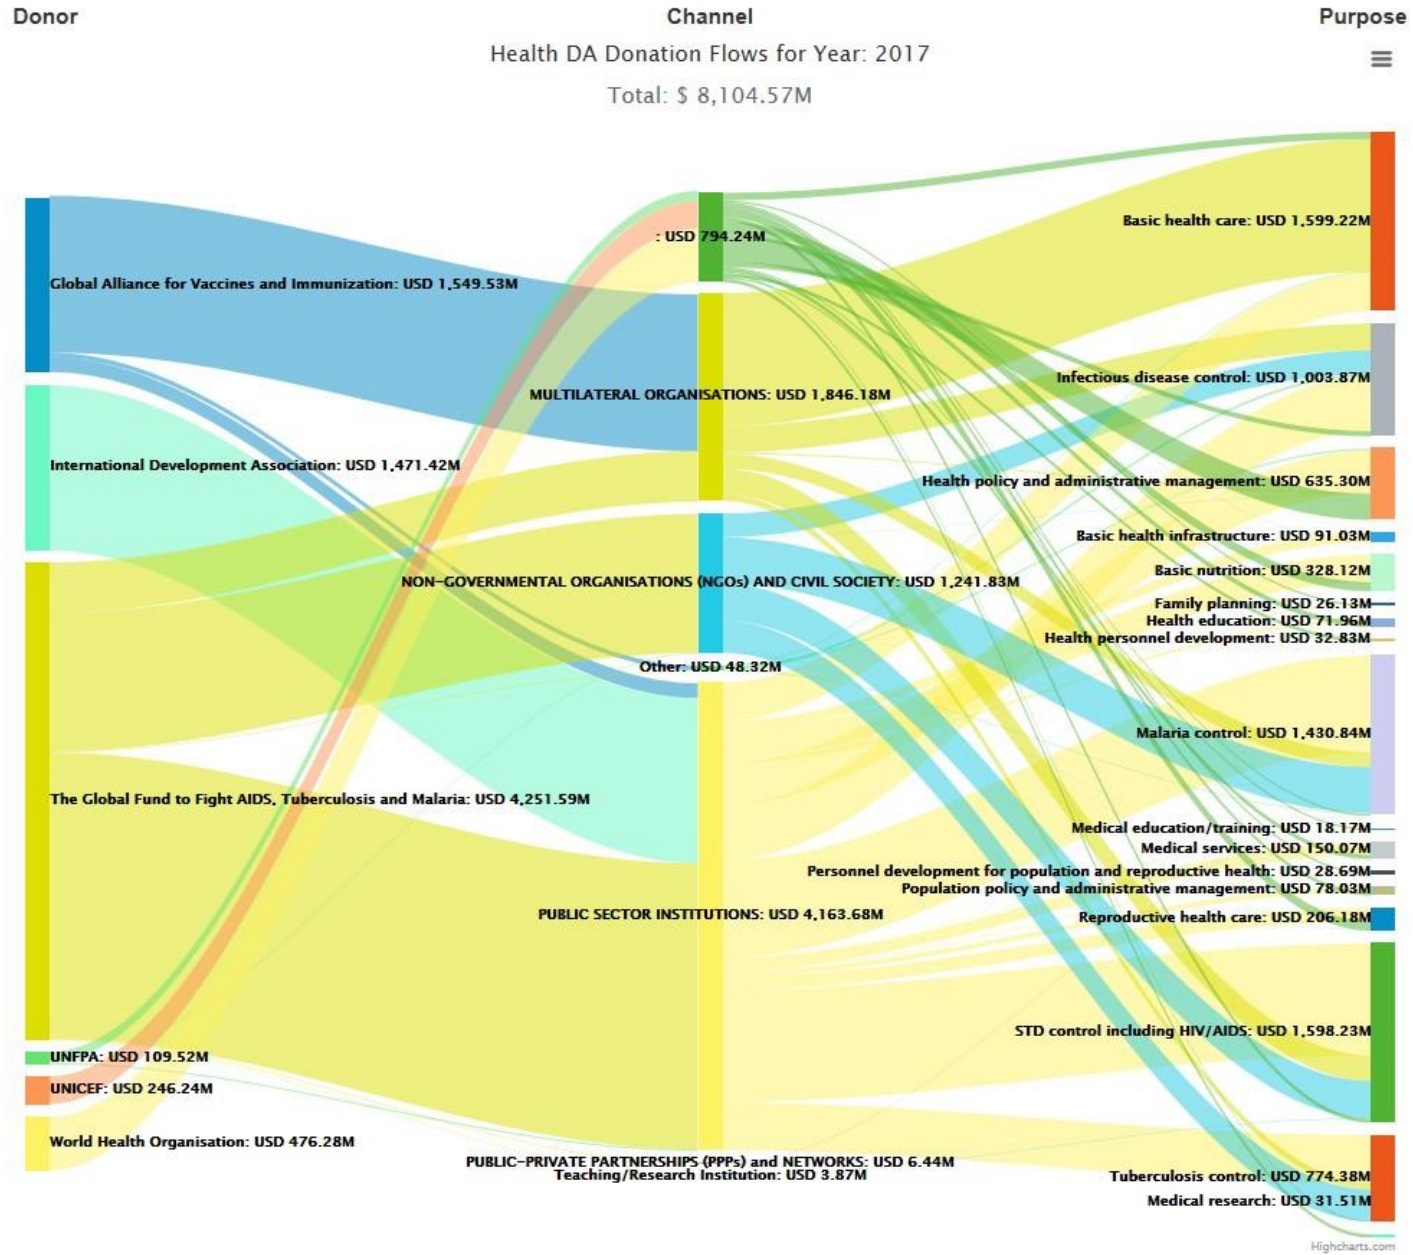 Donor
Channel
Purpose
Health DA Donation Flows for Year: 2017
Total: $ 8,104.57M
Global Alliance for Vaccines and Immunization: USD 1,549.53M
International Development Association: USD 1,471.42M
The Global Fund to Fight AIDS, Tuberculosis and Malaria: USD 4,251.59M
UNFPA: USD 109.52M
UNICEF: USD 246.24M
World Health Organisation: USD 476.28M
: USD 794.24M
MULTILATERAL ORGANISATIONS: USD 1,846.18M
NON-GOVERNMENTAL ORGANISATIONS (NGOs) AND CIVIL SOCIETY: USD 1,241.83M
Other: USD 48.32M
PUBLIC SECTOR INSTITUTIONS: USD 4,163.68M
PUBLIC-PRIVATE PARTNERSHIPS (PPPs) and NETWORKS: USD 6.44M
Teaching/Research Institution: USD 3.87M
Basic health care: USD 1,599.22M
Infectious disease control: USD 1,003.87M
Health policy and administrative management: USD 635.30M
Basic health infrastructure: USD 91.03M
Basic nutrition: USD 328.12M
Family planning: USD 26.13M
Health education: USD 71.96M
Health personnel development: USD 32.83M
Malaria control: USD 1,430.84M
Medical education/training: USD 18.17M
Medical services: USD 150.07M
Personnel development for population and reproductive health: USD 28.69M
Population policy and administrative management: USD 78.03M
Reproductive health care: USD 206.18M
STD control including HIV/AIDS: USD 1,598.23M
Tuberculosis control: USD 774.38M
Medical research: USD 31.51M
Highcharts.com